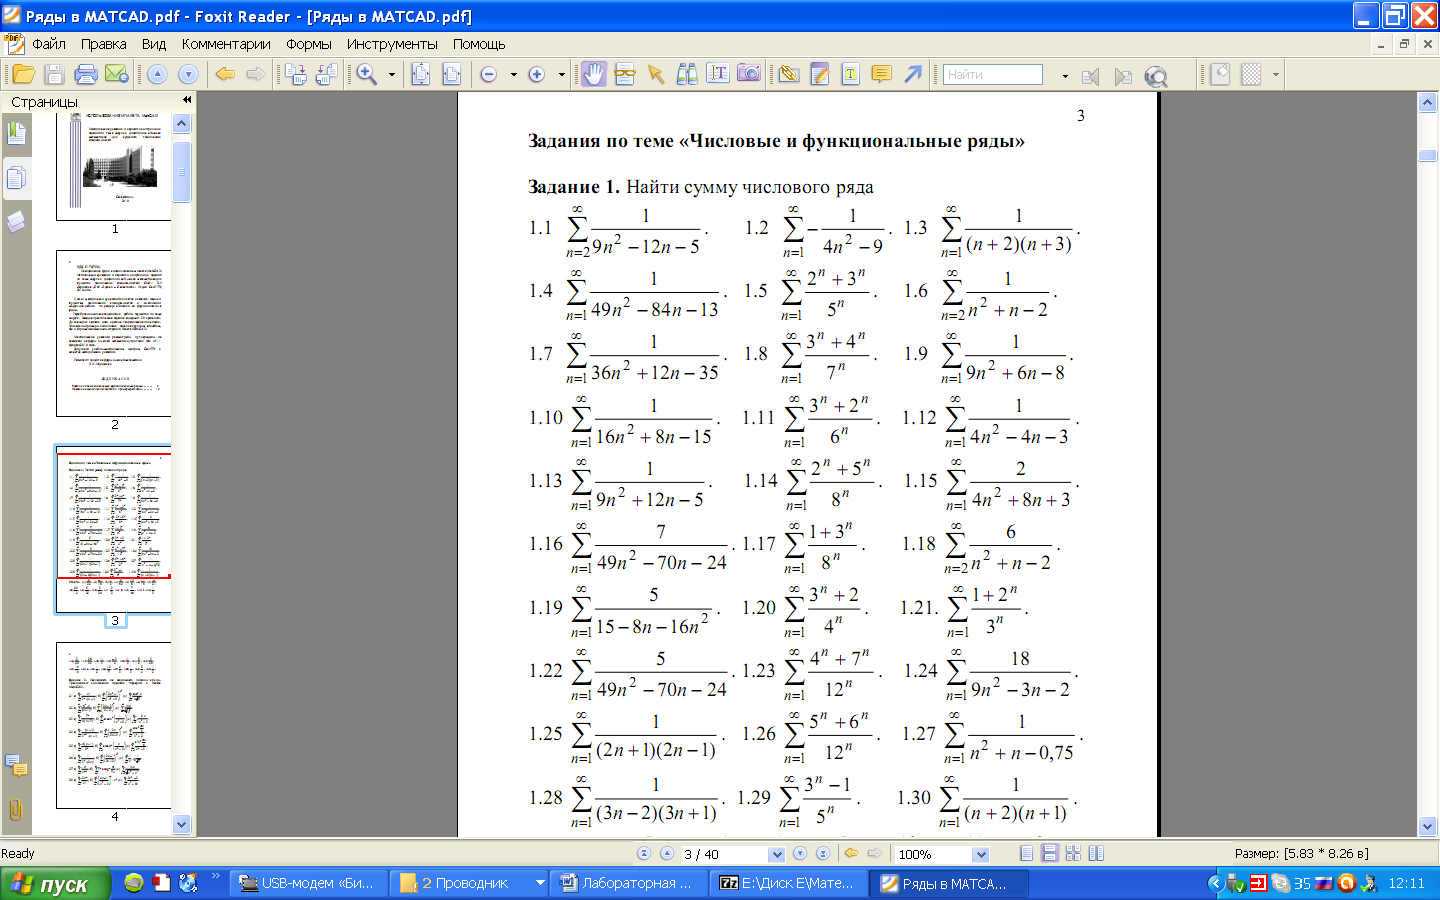 Ряды в MATCAD.pdf - Foxit Reader - [Ряды в MATCAD.pdf]
Файл Правка Вид Комментарии Формы Инструменты Помощь
Найти
Страницы
1
2
3
4
3
Задания по теме «Числовые и функциональные ряды»
Задание 1. Найти сумму числового ряда
1.1 ∑_{n=2}^{∞} 1/(9n² − 12n − 5). 1.2 ∑_{n=1}^{∞} − 1/(4n² − 9). 1.3 ∑_{n=1}^{∞} 1/((n + 2)(n + 3)).
1.4 ∑_{n=1}^{∞} 1/(49n² − 84n − 13). 1.5 ∑_{n=1}^{∞} (2ⁿ + 3ⁿ)/5ⁿ. 1.6 ∑_{n=2}^{∞} 1/(n² + n − 2).
1.7 ∑_{n=1}^{∞} 1/(36n² + 12n − 35). 1.8 ∑_{n=1}^{∞} (3ⁿ + 4ⁿ)/7ⁿ. 1.9 ∑_{n=1}^{∞} 1/(9n² + 6n − 8).
1.10 ∑_{n=1}^{∞} 1/(16n² + 8n − 15). 1.11 ∑_{n=1}^{∞} (3ⁿ + 2ⁿ)/6ⁿ. 1.12 ∑_{n=1}^{∞} 1/(4n² − 4n − 3).
1.13 ∑_{n=1}^{∞} 1/(9n² + 12n − 5). 1.14 ∑_{n=1}^{∞} (2ⁿ + 5ⁿ)/8ⁿ. 1.15 ∑_{n=1}^{∞} 2/(4n² + 8n + 3).
1.16 ∑_{n=1}^{∞} 7/(49n² − 70n − 24). 1.17 ∑_{n=1}^{∞} (1 + 3ⁿ)/8ⁿ. 1.18 ∑_{n=2}^{∞} 6/(n² + n − 2).
1.19 ∑_{n=1}^{∞} 5/(15 − 8n − 16n²). 1.20 ∑_{n=1}^{∞} (3ⁿ + 2)/4ⁿ. 1.21. ∑_{n=1}^{∞} (1 + 2ⁿ)/3ⁿ.
1.22 ∑_{n=1}^{∞} 5/(49n² − 70n − 24). 1.23 ∑_{n=1}^{∞} (4ⁿ + 7ⁿ)/12ⁿ. 1.24 ∑_{n=1}^{∞} 18/(9n² − 3n − 2).
1.25 ∑_{n=1}^{∞} 1/((2n + 1)(2n − 1)). 1.26 ∑_{n=1}^{∞} (5ⁿ + 6ⁿ)/12ⁿ. 1.27 ∑_{n=1}^{∞} 1/(n² + n − 0,75).
1.28 ∑_{n=1}^{∞} 1/((3n − 2)(3n + 1)). 1.29 ∑_{n=1}^{∞} (3ⁿ − 1)/5ⁿ. 1.30 ∑_{n=1}^{∞} 1/((n + 2)(n + 1)).
Ready 3 / 40 100% Размер: [5.83 * 8.26 в]
пуск USB-модем «Би... 2 Проводник Лабораторная ... E:\Диск E\Мате... Ряды в MATCA... 35 12:11